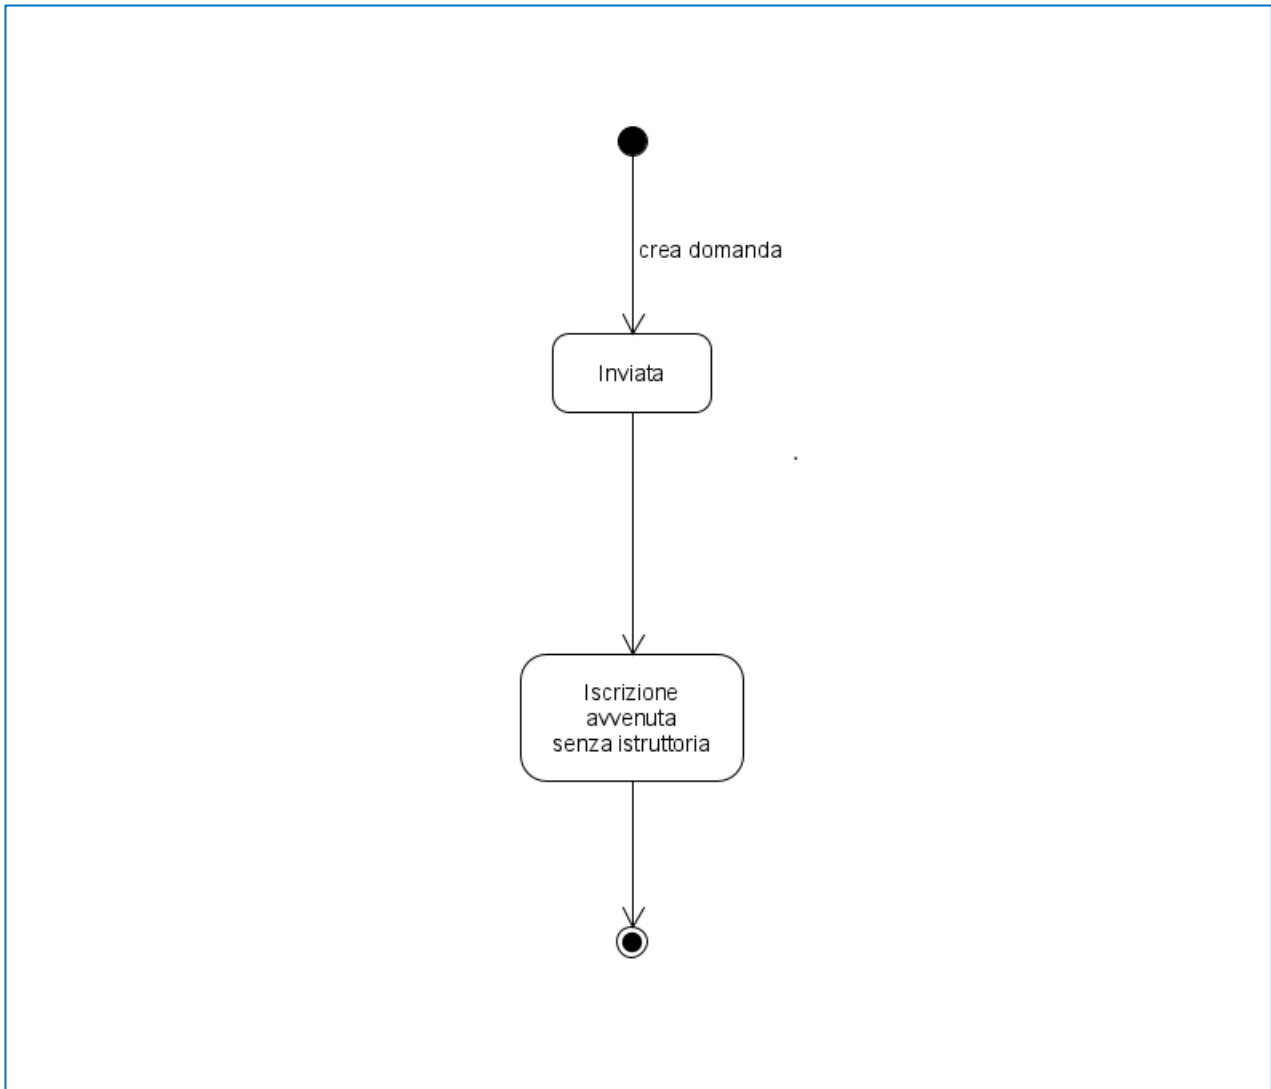 crea domanda
Inviata
Iscrizione
avvenuta
senza istruttoria